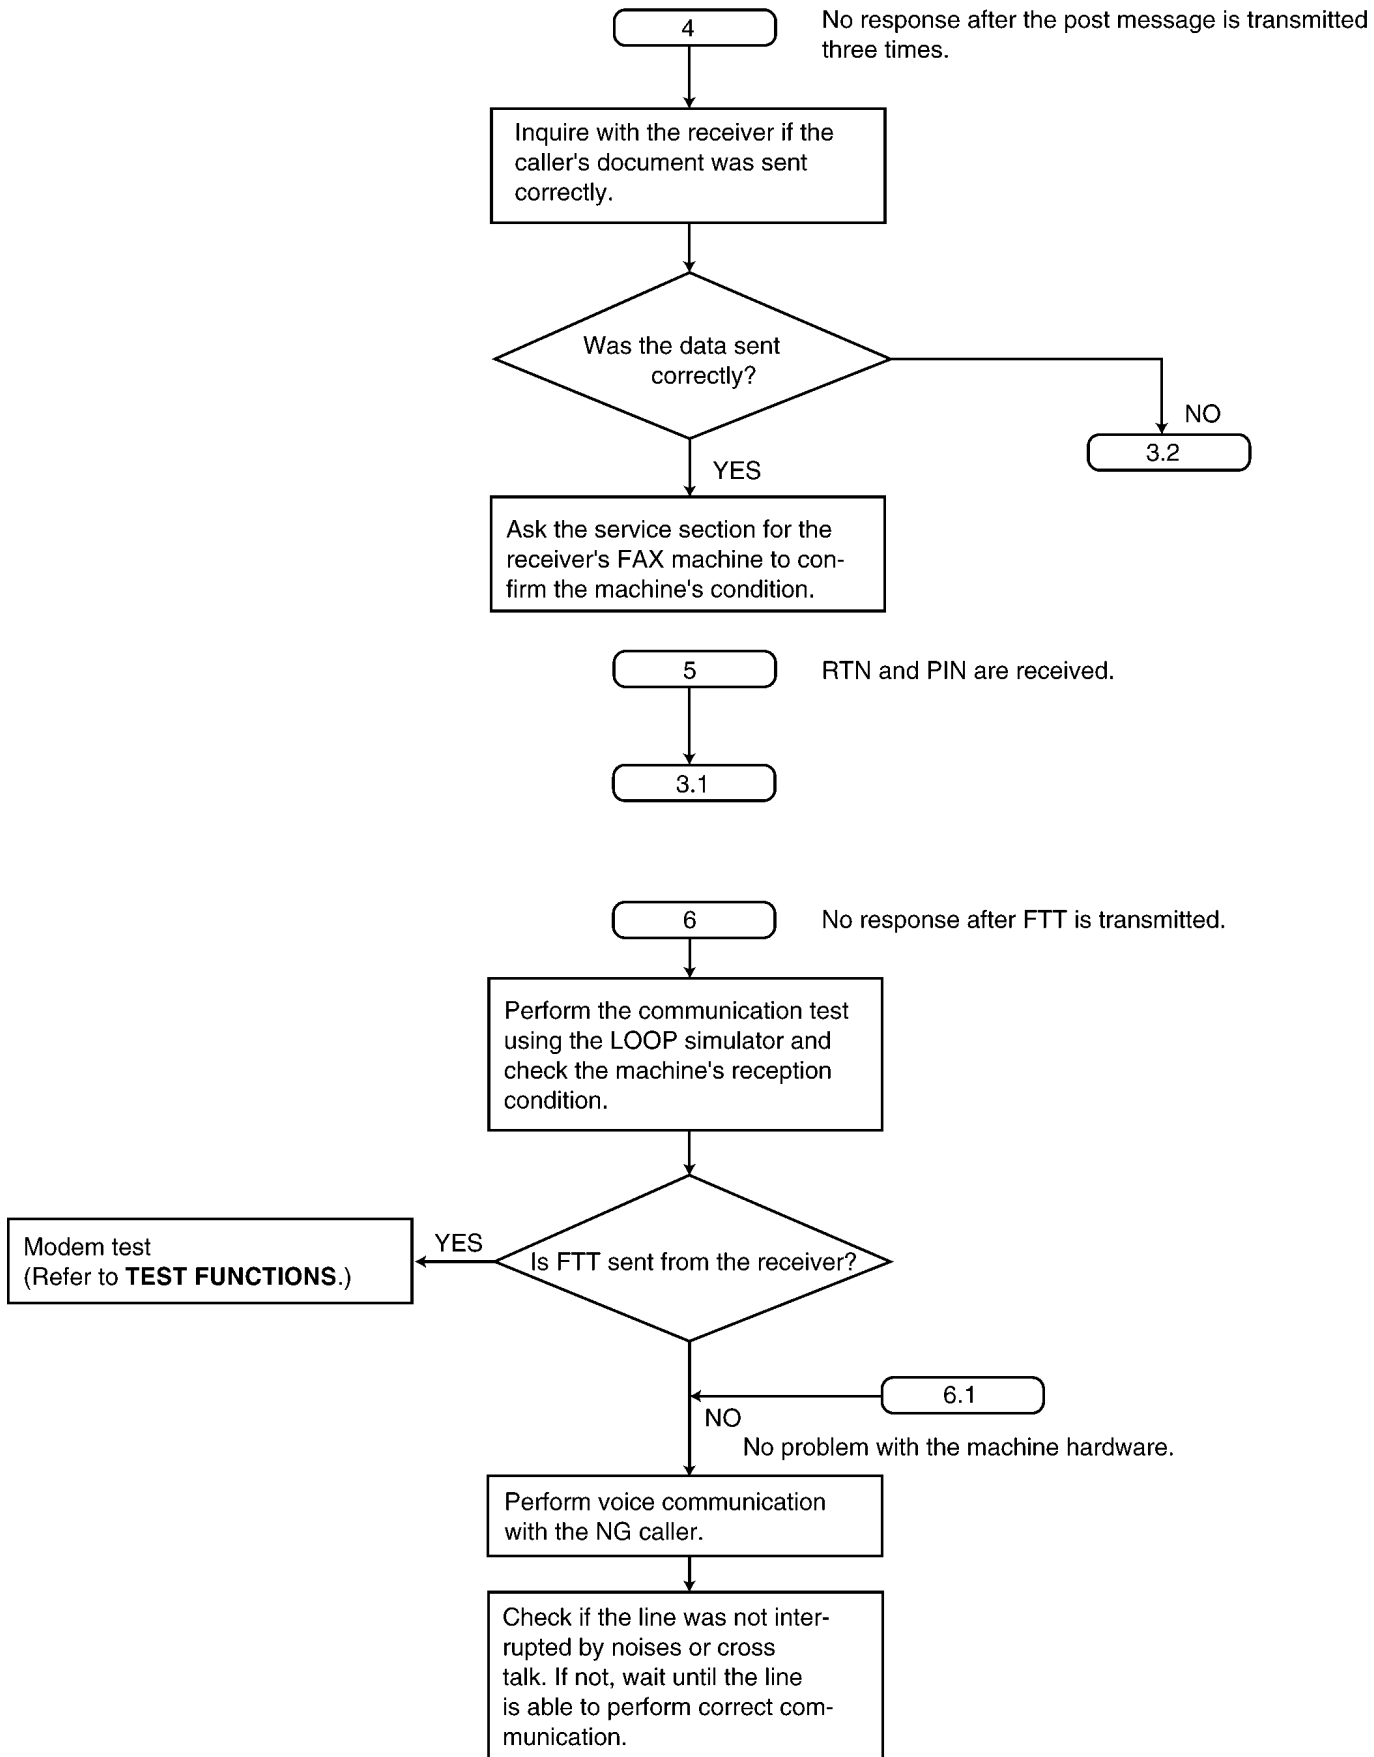 4
No response after the post message is transmitted
three times.
Inquire with the receiver if the
caller's document was sent
correctly.
Was the data sent
correctly?
NO
3.2
YES
Ask the service section for the
receiver's FAX machine to con-
firm the machine's condition.
5
RTN and PIN are received.
3.1
6
No response after FTT is transmitted.
Perform the communication test
using the LOOP simulator and
check the machine's reception
condition.
Is FTT sent from the receiver?
YES
Modem test
(Refer to TEST FUNCTIONS.)
6.1
NO
No problem with the machine hardware.
Perform voice communication
with the NG caller.
Check if the line was not inter-
rupted by noises or cross
talk. If not, wait until the line
is able to perform correct com-
munication.